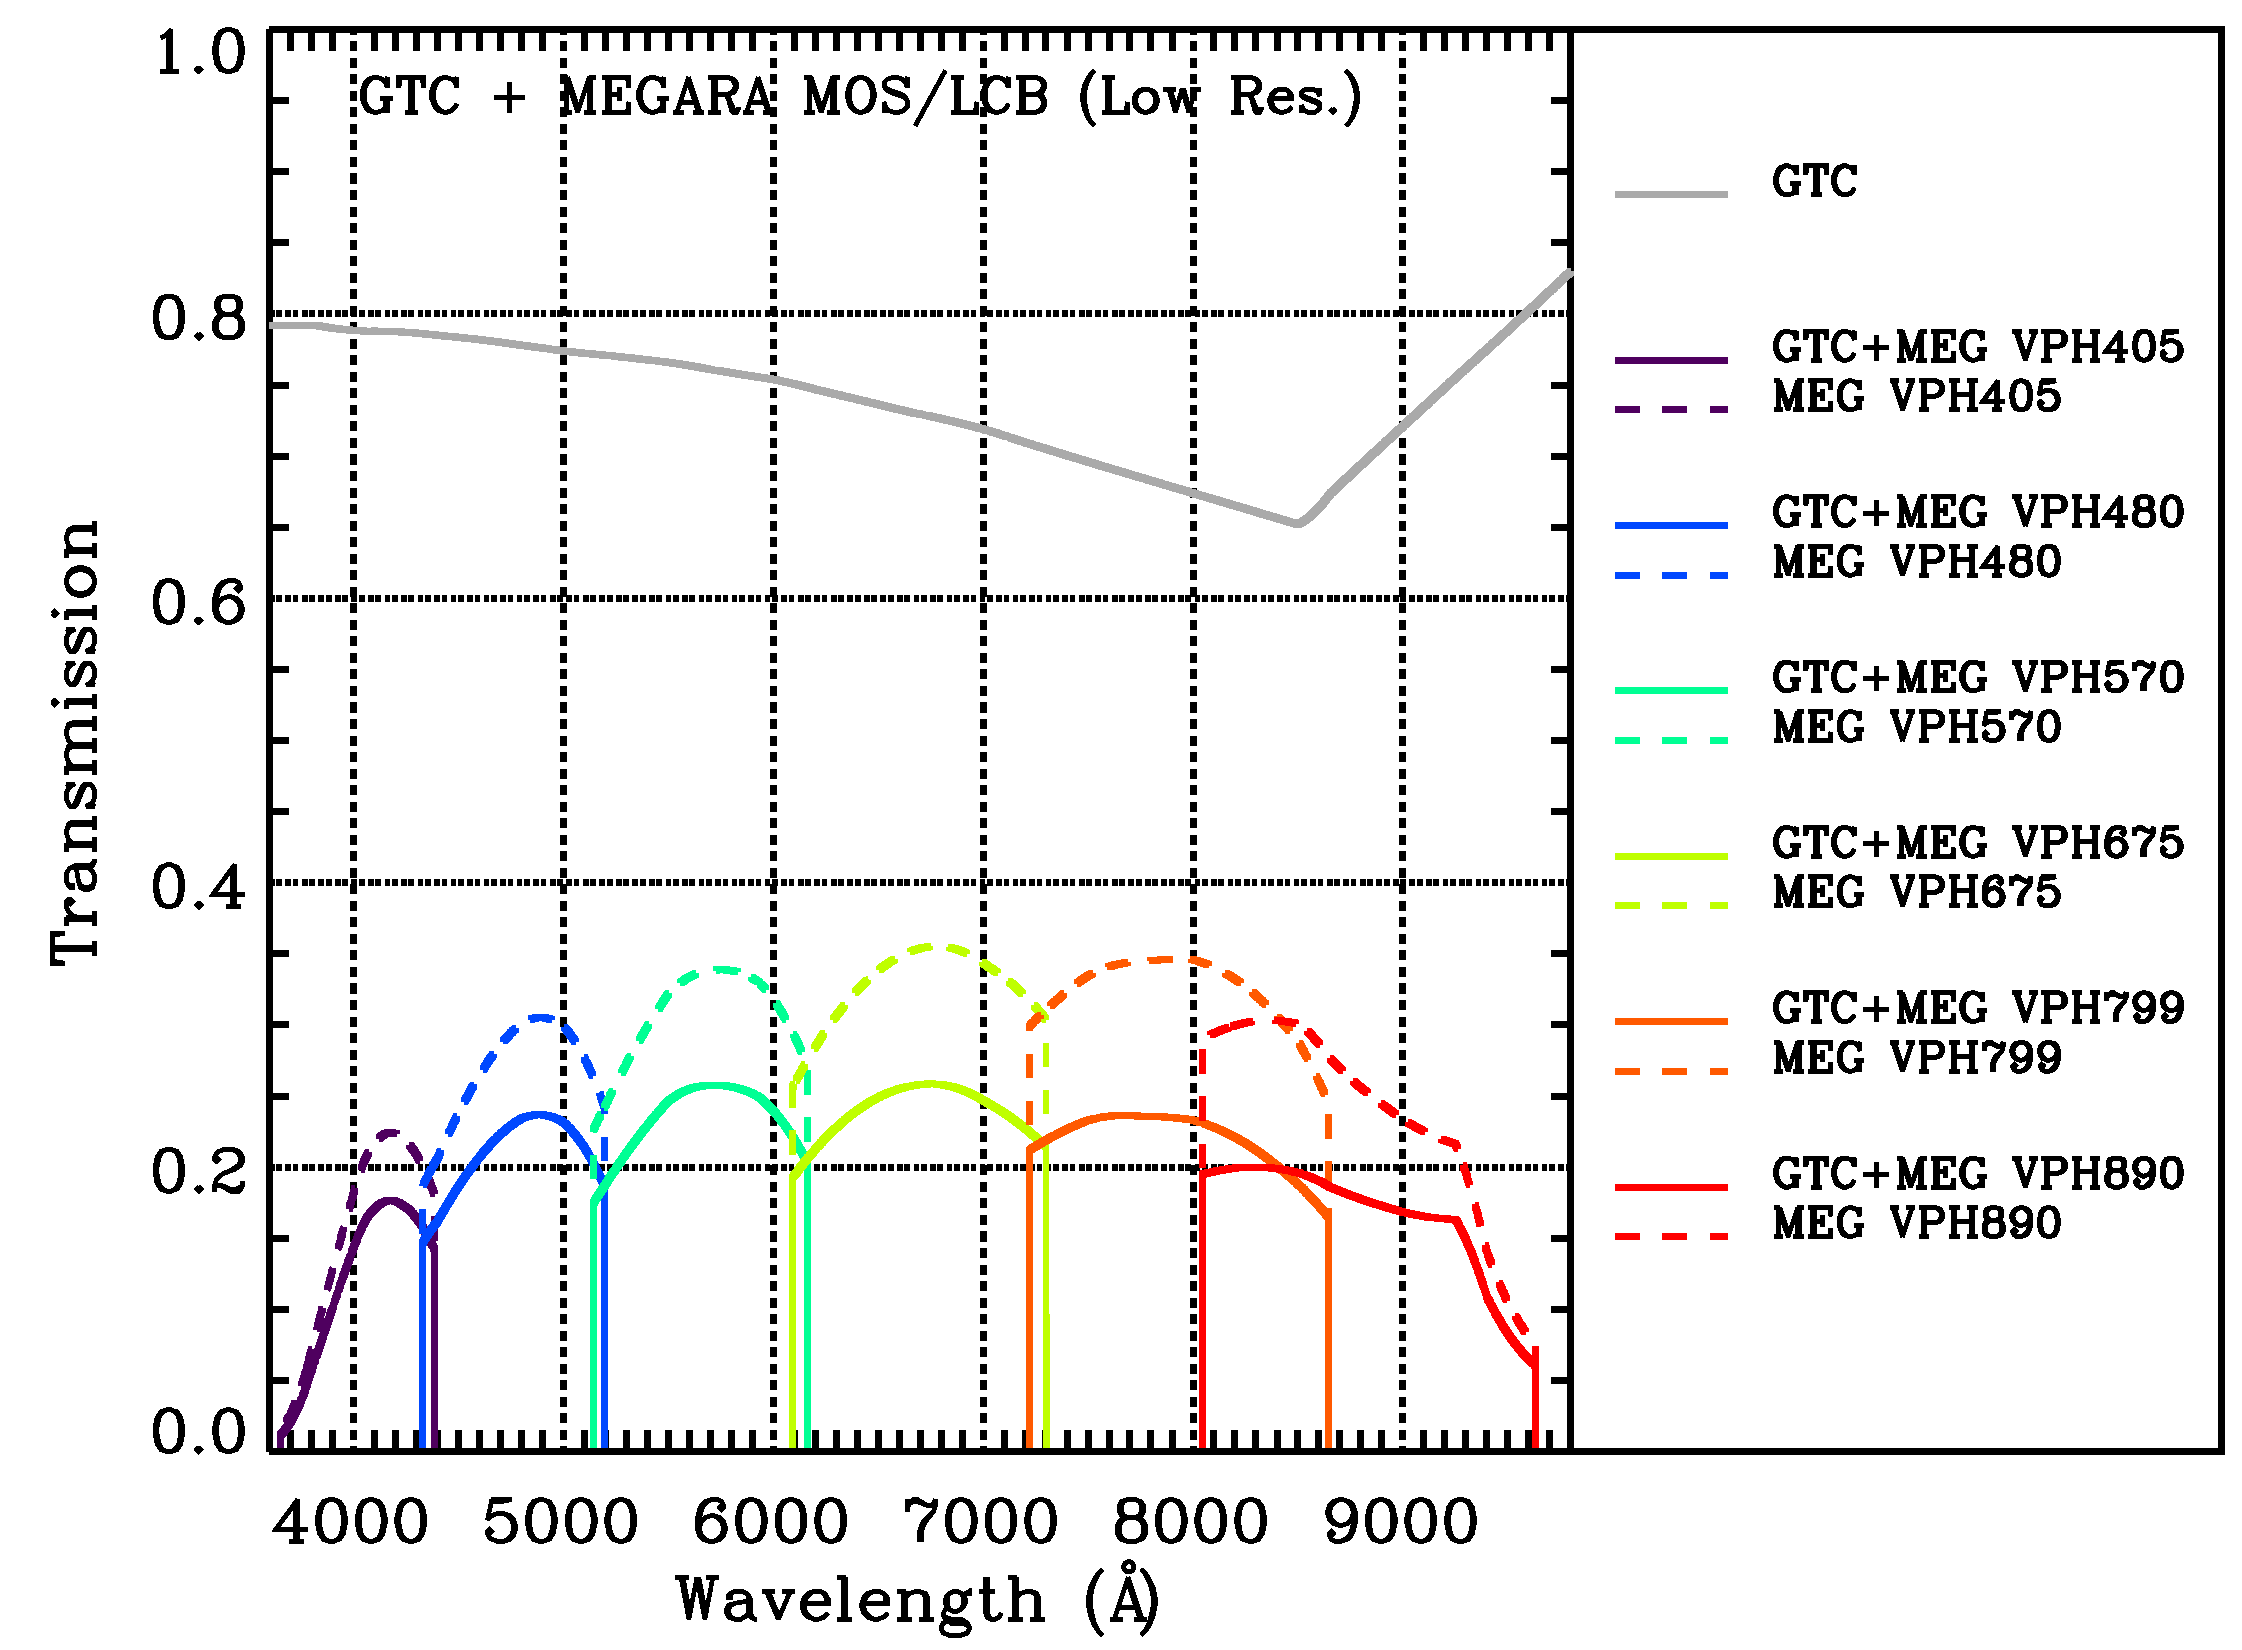 GTC + MEGARA MOS/LCB (Low Res.)
1.0
0.8
0.6
0.4
0.2
0.0
Transmission
4000 5000 6000 7000 8000 9000
Wavelength (Å)
GTC
GTC+MEG VPH405
MEG VPH405
GTC+MEG VPH480
MEG VPH480
GTC+MEG VPH570
MEG VPH570
GTC+MEG VPH675
MEG VPH675
GTC+MEG VPH799
MEG VPH799
GTC+MEG VPH890
MEG VPH890